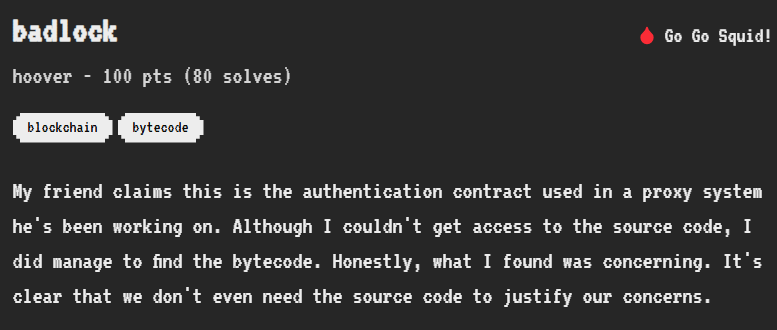 badlock
Go Go Squid!
hoover - 100 pts (80 solves)
blockchain bytecode
My friend claims this is the authentication contract used in a proxy system
he's been working on. Although I couldn't get access to the source code, I
did manage to find the bytecode. Honestly, what I found was concerning. It's
clear that we don't even need the source code to justify our concerns.